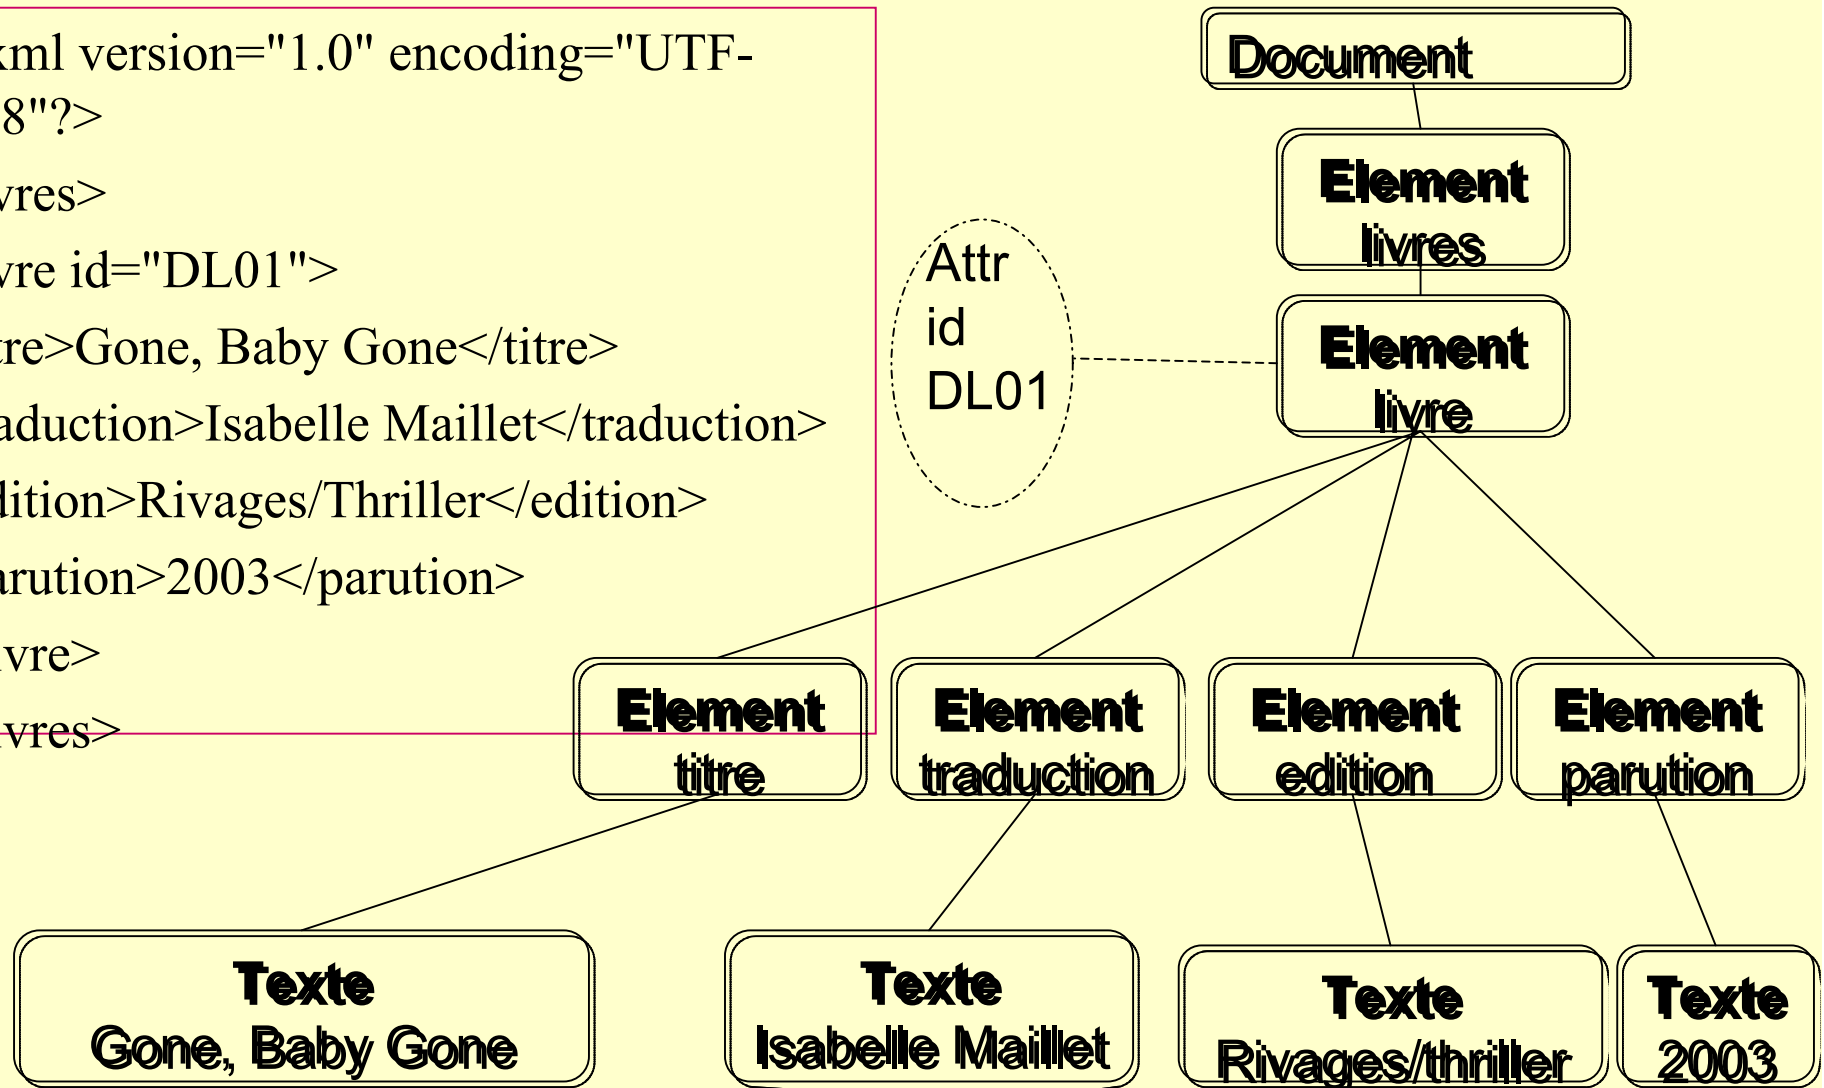 xml version="1.0" encoding="UTF-
8"?>
vres>
vre id="DL01">
tre>Gone, Baby Gone</titre>
aduction>Isabelle Maillet</traduction>
dition>Rivages/Thriller</edition>
arution>2003</parution>
ivre>
ivres>
Document
Element
livres
Attr
id
DL01
Element
livre
Element
titre
Element
traduction
Element
edition
Element
parution
Texte
Gone, Baby Gone
Texte
Isabelle Maillet
Texte
Rivages/thriller
Texte
2003